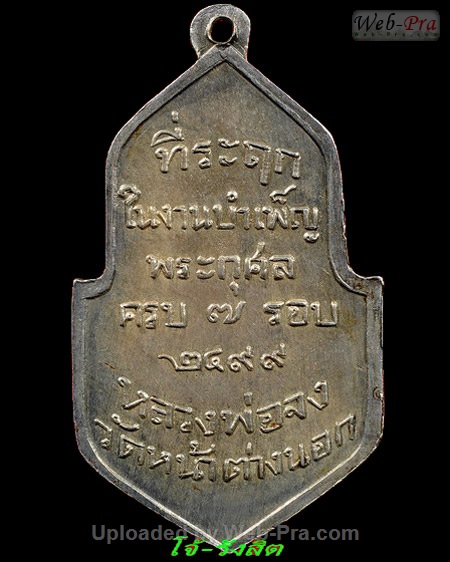 Web-Pra
Web-Pra.Com
ที่ระฤก
ในงานบำเพ็ญ
พระกุศล
ครบ ๗ รอบ
๒๔๙๙
หลวงพ่อจง
วัดหน้าต่างนอก
Uploaded by Web-Pra.com
โจ้-รังสิต